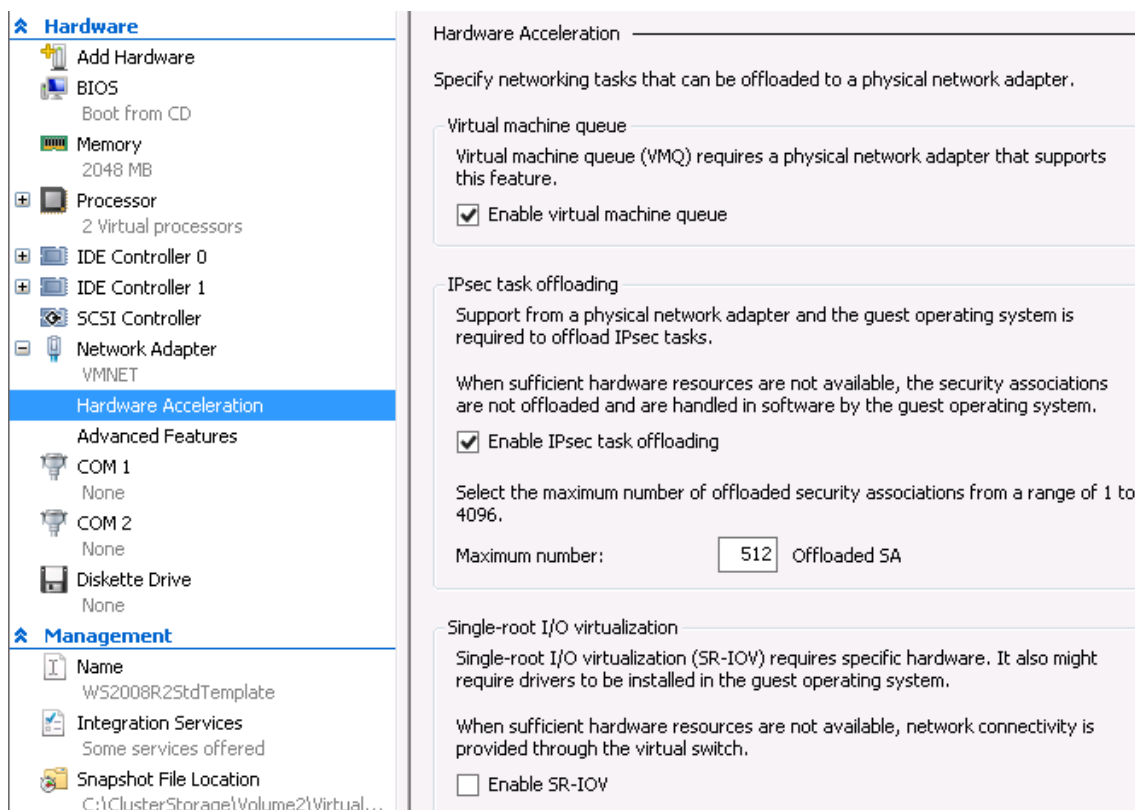 Hardware
Add Hardware
BIOS
Boot from CD
Memory
2048 MB
Processor
2 Virtual processors
IDE Controller 0
IDE Controller 1
SCSI Controller
Network Adapter
VMNET
Hardware Acceleration
Advanced Features
COM 1
None
COM 2
None
Diskette Drive
None
Management
Name
WS2008R2StdTemplate
Integration Services
Some services offered
Snapshot File Location
C:\ClusterStorage\Volume2\Virtual...
Hardware Acceleration
Specify networking tasks that can be offloaded to a physical network adapter.
Virtual machine queue
Virtual machine queue (VMQ) requires a physical network adapter that supports
this feature.
Enable virtual machine queue
IPsec task offloading
Support from a physical network adapter and the guest operating system is
required to offload IPsec tasks.
When sufficient hardware resources are not available, the security associations
are not offloaded and are handled in software by the guest operating system.
Enable IPsec task offloading
Select the maximum number of offloaded security associations from a range of 1 to
4096.
Maximum number: 512 Offloaded SA
Single-root I/O virtualization
Single-root I/O virtualization (SR-IOV) requires specific hardware. It also might
require drivers to be installed in the guest operating system.
When sufficient hardware resources are not available, network connectivity is
provided through the virtual switch.
Enable SR-IOV